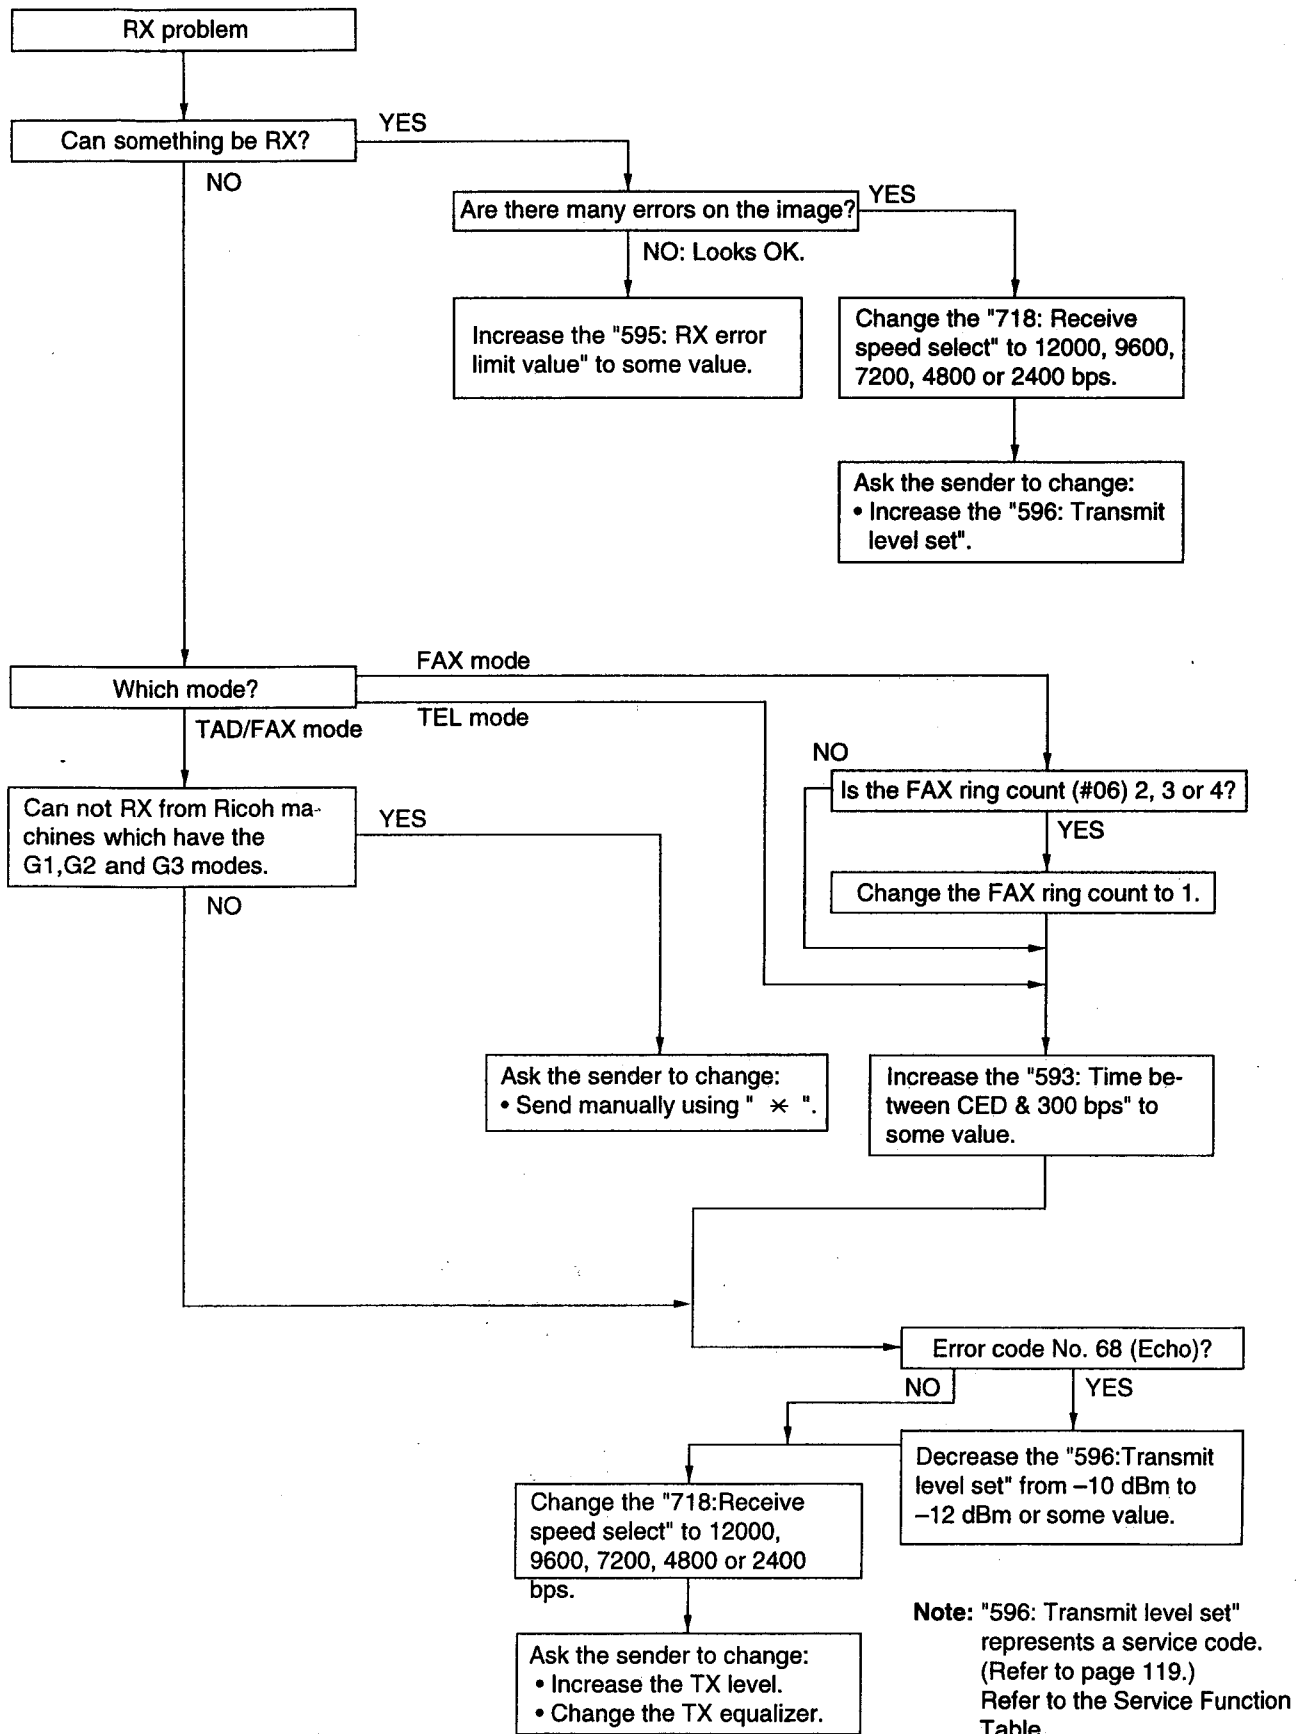 RX problem
Can something be RX?
YES
NO
Are there many errors on the image?
YES
NO: Looks OK.
Increase the "595: RX error
limit value" to some value.
Change the "718: Receive
speed select" to 12000, 9600,
7200, 4800 or 2400 bps.
Ask the sender to change:
• Increase the "596: Transmit
level set".
Which mode?
FAX mode
TEL mode
TAD/FAX mode
NO
Is the FAX ring count (#06) 2, 3 or 4?
YES
Change the FAX ring count to 1.
Can not RX from Ricoh ma-
chines which have the
G1,G2 and G3 modes.
YES
NO
Ask the sender to change:
• Send manually using " ✳ ".
Increase the "593: Time be-
tween CED & 300 bps" to
some value.
Error code No. 68 (Echo)?
NO
YES
Decrease the "596:Transmit
level set" from –10 dBm to
–12 dBm or some value.
Change the "718:Receive
speed select" to 12000,
9600, 7200, 4800 or 2400
bps.
Ask the sender to change:
• Increase the TX level.
• Change the TX equalizer.
Note: "596: Transmit level set"
represents a service code.
(Refer to page 119.)
Refer to the Service Function
Table.